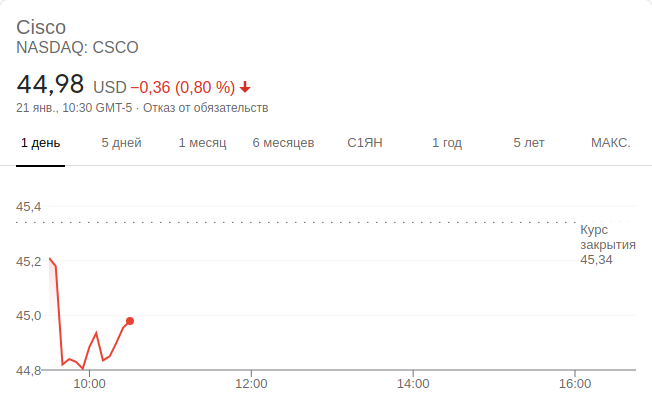 Cisco
NASDAQ: CSCO
44,98 USD −0,36 (0,80 %)
21 янв., 10:30 GMT-5 · Отказ от обязательств
1 день 5 дней 1 месяц 6 месяцев С1ЯН 1 год 5 лет МАКС.
45,4
Курс
закрытия
45,34
45,2
45,0
44,8
10:00 12:00 14:00 16:00